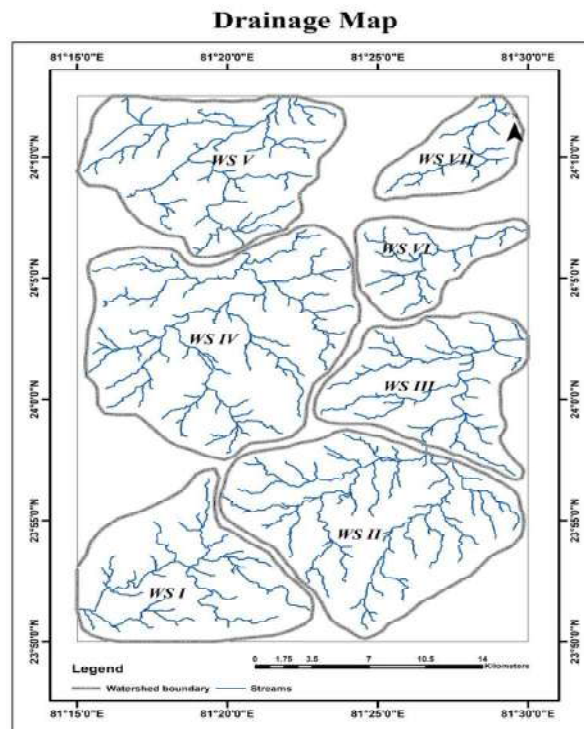 Drainage Map
81°15'0"E 81°20'0"E 81°25'0"E 81°30'0"E
24°10'0"N 24°10'0"N
WS V
WS VII
WS VI
24°5'0"N 24°5'0"N
WS IV
WS III
24°0'0"N 24°0'0"N
23°55'0"N 23°55'0"N
WS II
WS I
23°50'0"N 23°50'0"N
Legend
0 1.75 3.5 7 10.5 14
Kilometers
Watershed boundary Streams
81°15'0"E 81°20'0"E 81°25'0"E 81°30'0"E